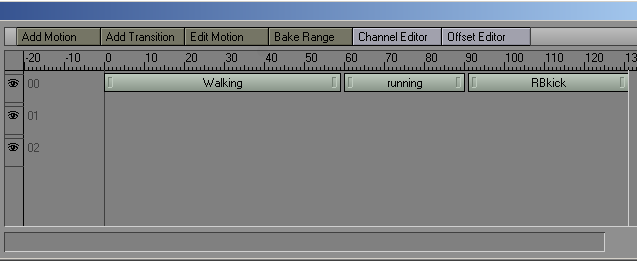 Add Motion Add Transition Edit Motion Bake Range Channel Editor Offset Editor
-20 -10 0 10 20 30 40 50 60 70 80 90 100 110 120 13
00 Walking running RBkick
01
02